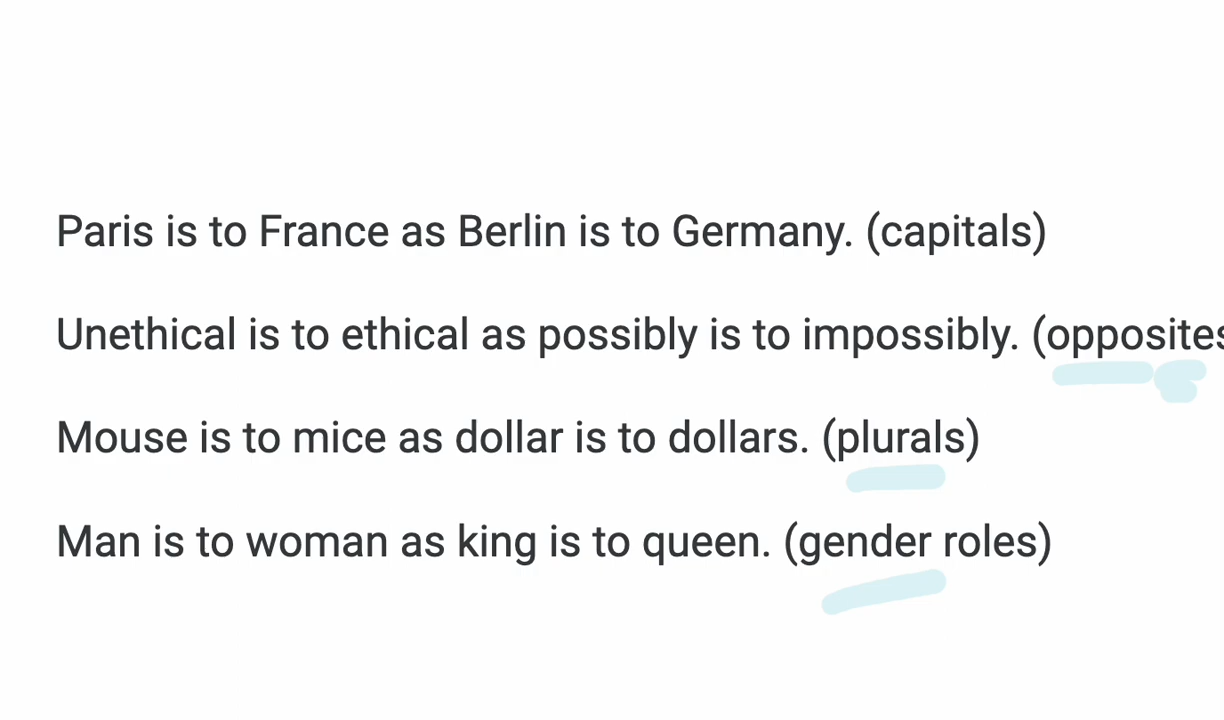 Paris is to France as Berlin is to Germany. (capitals)
Unethical is to ethical as possibly is to impossibly. (opposites
Mouse is to mice as dollar is to dollars. (plurals)
Man is to woman as king is to queen. (gender roles)